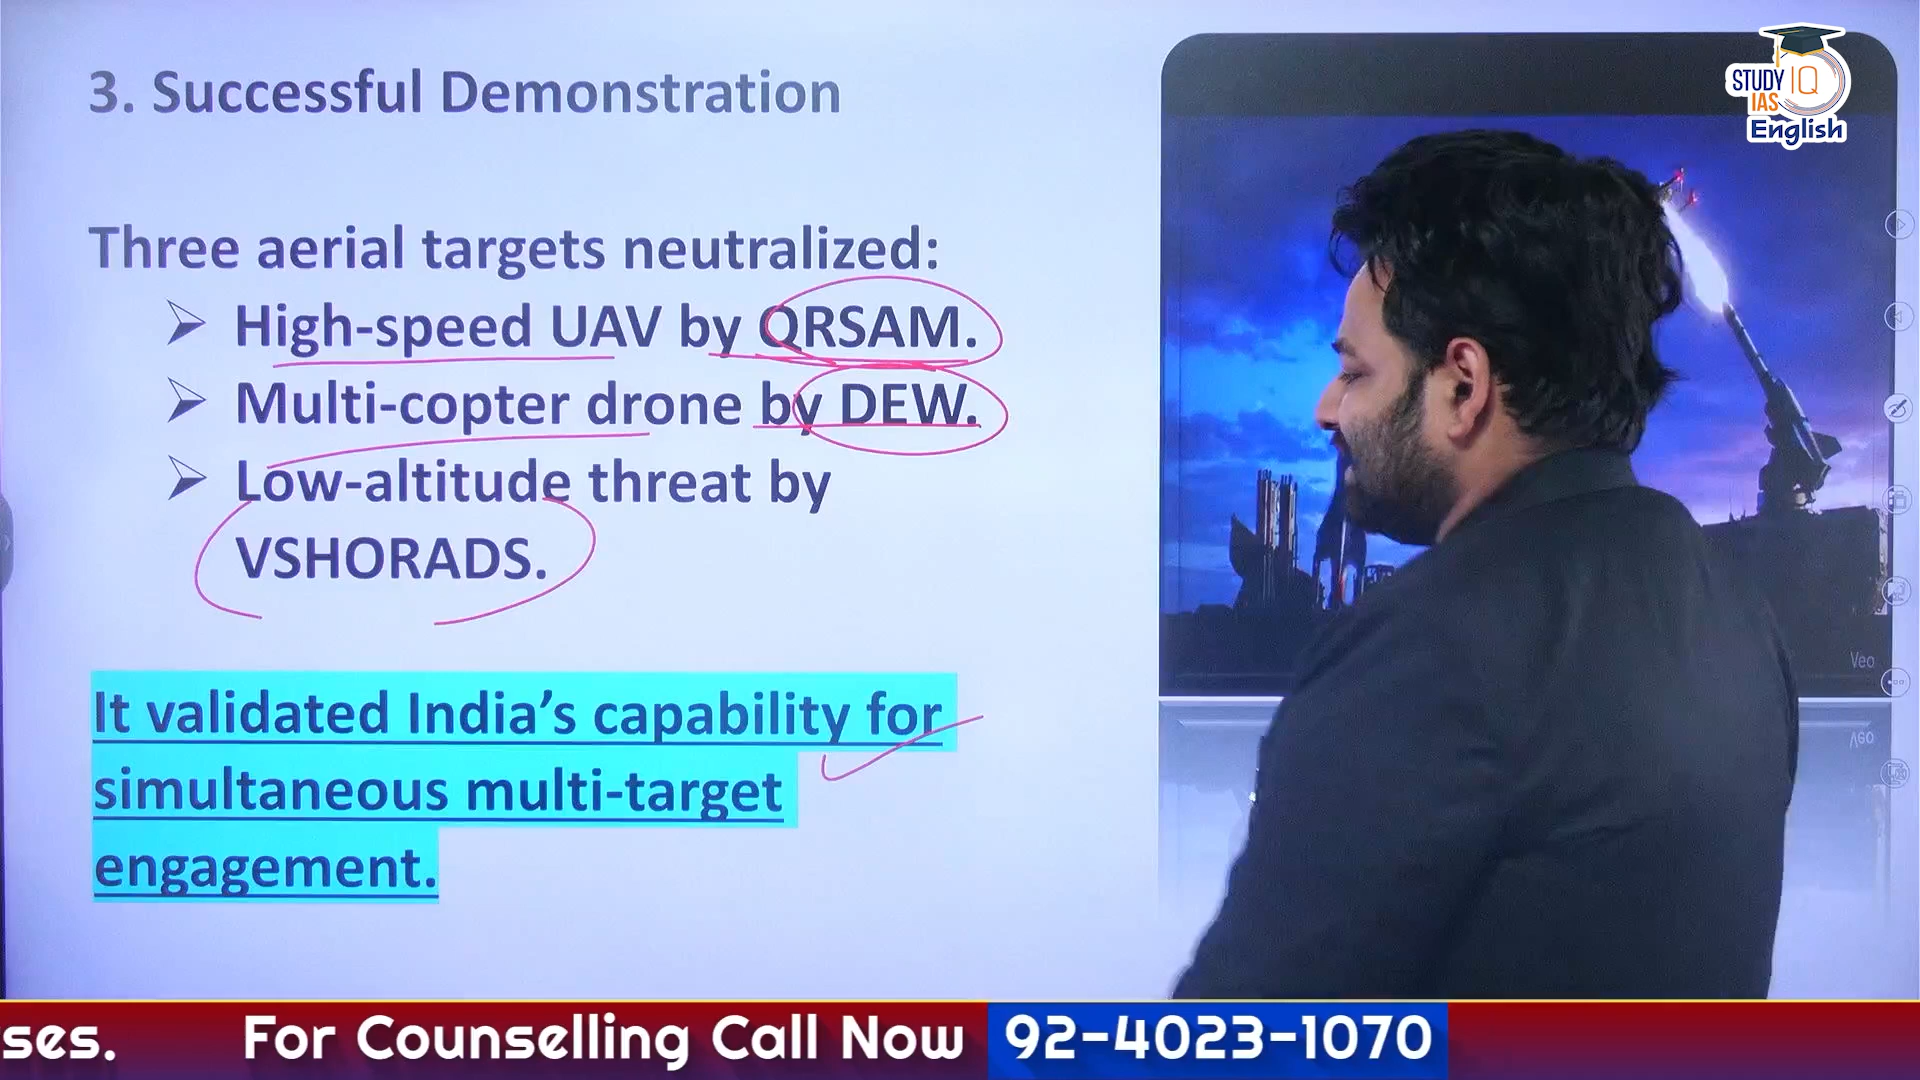 3. Successful Demonstration
Three aerial targets neutralized:
➢ High-speed UAV by QRSAM.
➢ Multi-copter drone by DEW.
➢ Low-altitude threat by
VSHORADS.
It validated India’s capability for
simultaneous multi-target
engagement.
STUDY IQ
IAS
English
Veo
Veo
ses. For Counselling Call Now 92-4023-1070